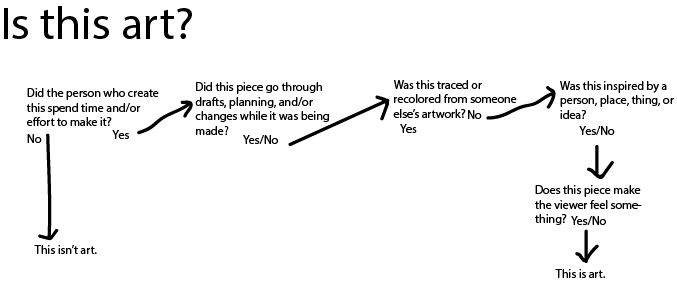 Is this art?
Did the person who create
this spend time and/or
effort to make it?
No
Yes
Did this piece go through
drafts, planning, and/or
changes while it was being
made?
Yes/No
Was this traced or
recolored from someone
else's artwork? No
Yes
Was this inspired by a
person, place, thing, or
idea?
Yes/No
Does this piece make
the viewer feel some-
thing? Yes/No
This isn't art.
This is art.